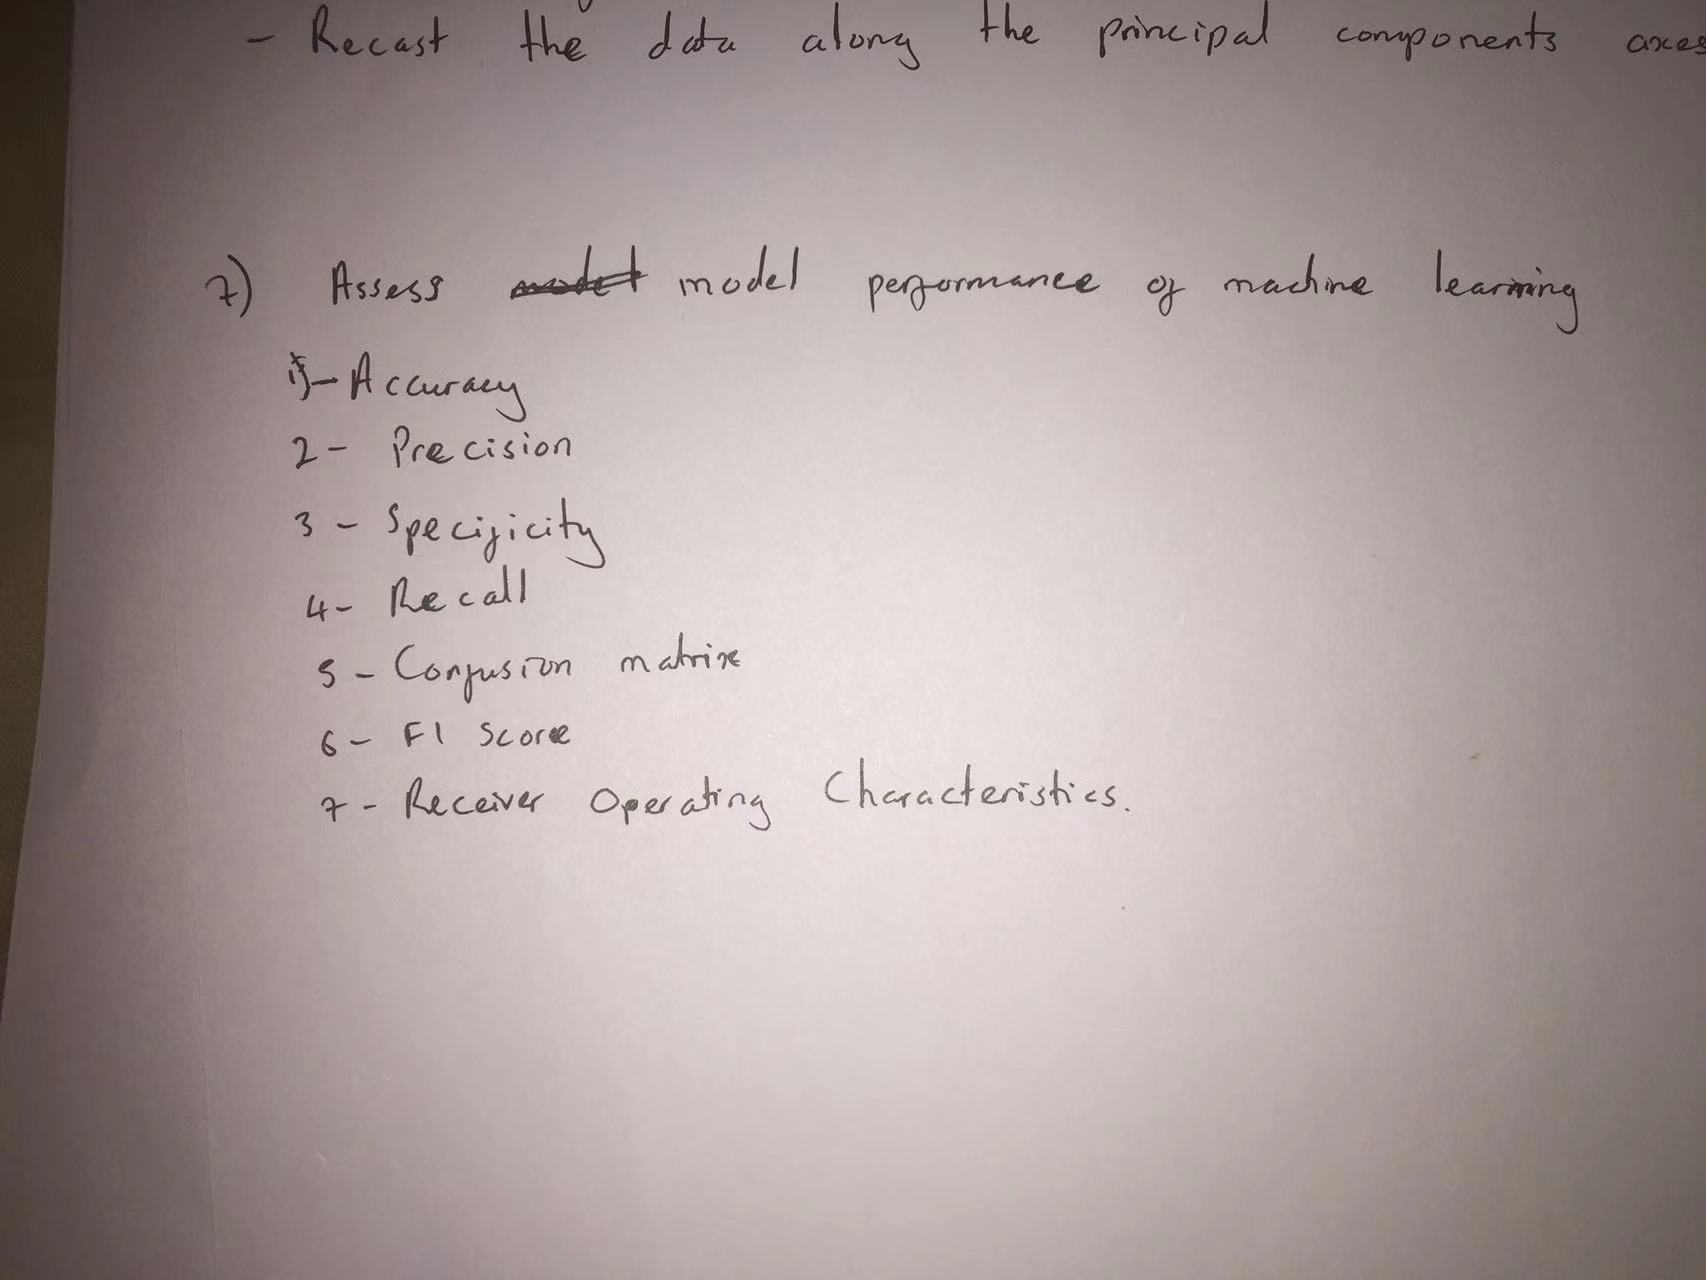 - Recast the data along the principal components axes
7) Assess model performance of machine learning
1)- Accuracy
2- Precision
3- Specificity
4- Recall
5- Confusion matrix
6- F1 Score
7- Receiver Operating Characteristics.